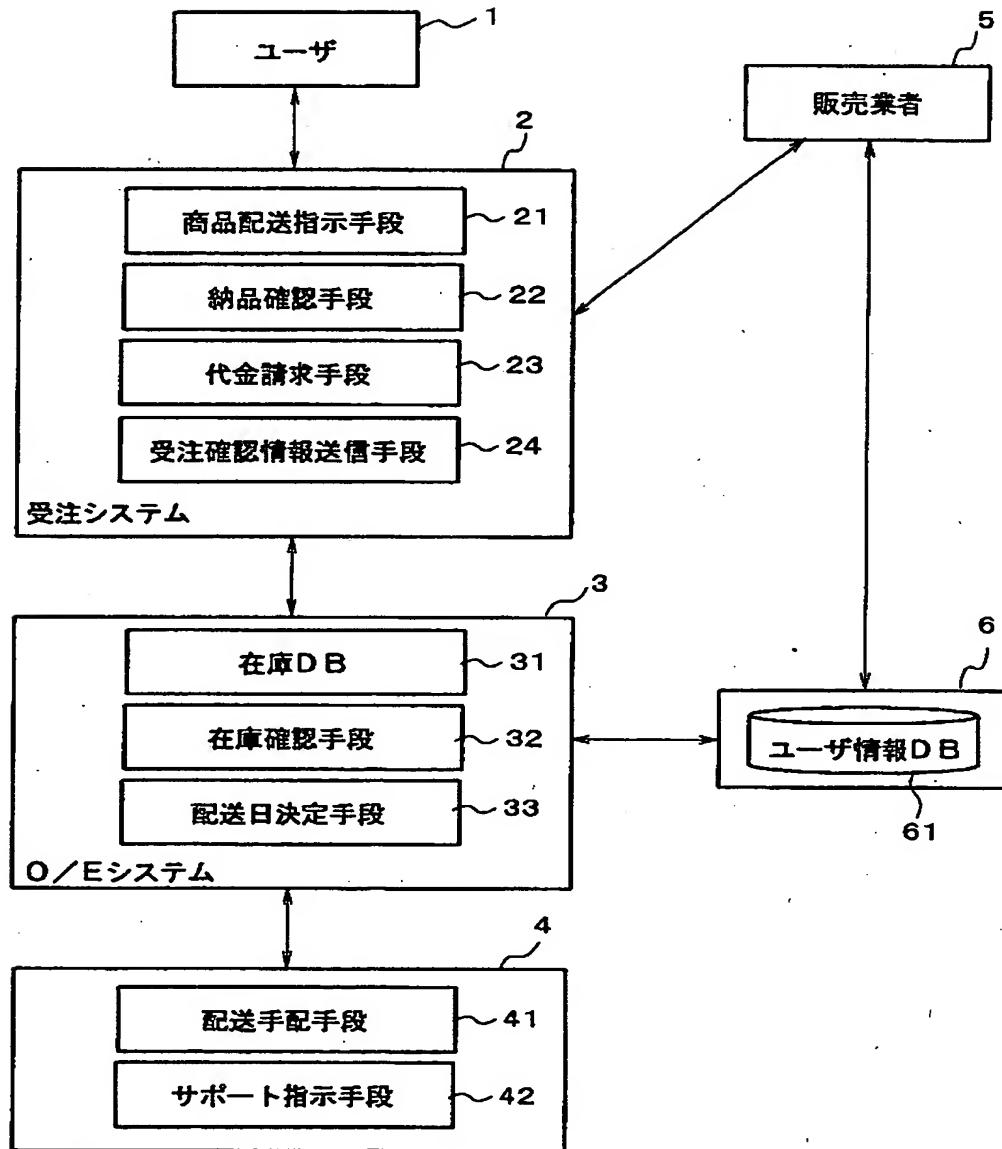 1
ユーザ
5
販売業者
2
商品配送指示手段
21
納品確認手段
22
代金請求手段
23
受注確認情報送信手段
24
受注システム
3
在庫DB
31
在庫確認手段
32
配送日決定手段
33
O/Eシステム
6
ユーザ情報DB
61
4
配送手配手段
41
サポート指示手段
42